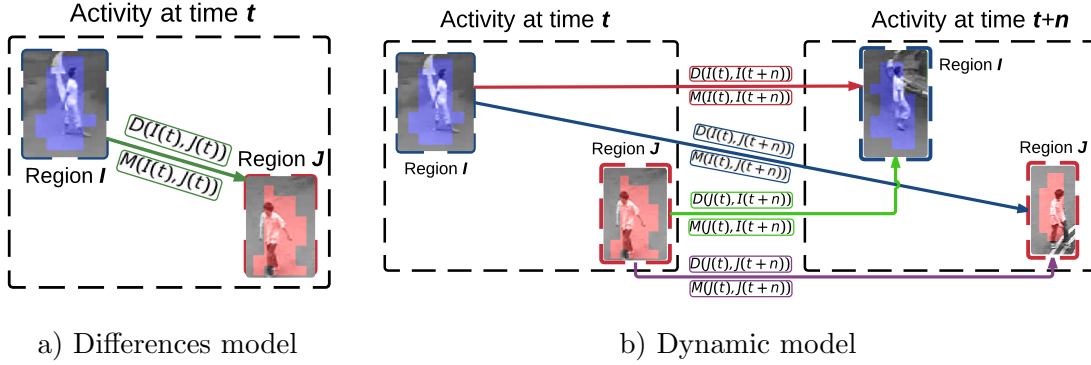 Activity at time t
D(I(t), J(t))
M(I(t), J(t))
Region I
Region J
a) Differences model
Activity at time t
Activity at time t+n
Region I
Region J
D(I(t), I(t + n))
M(I(t), I(t + n))
D(I(t), J(t + n))
M(I(t), J(t + n))
D(J(t), I(t + n))
M(J(t), I(t + n))
D(J(t), J(t + n))
M(J(t), J(t + n))
Region I
Region J
b) Dynamic model